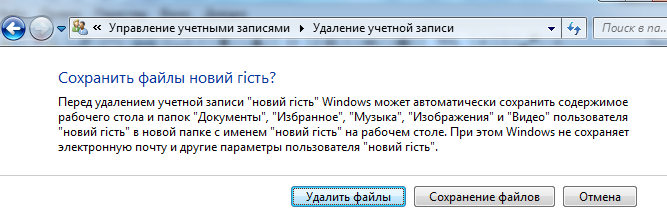 Управление учетными записями Удаление учетной записи Поиск в па...
Сохранить файлы новий гість?
Перед удалением учетной записи "новий гість" Windows может автоматически сохранить содержимое
рабочего стола и папок "Документы", "Избранное", "Музыка", "Изображения" и "Видео" пользователя
"новий гість" в новой папке с именем "новий гість" на рабочем столе. При этом Windows не сохраняет
электронную почту и другие параметры пользователя "новий гість".
Удалить файлы Сохранение файлов Отмена